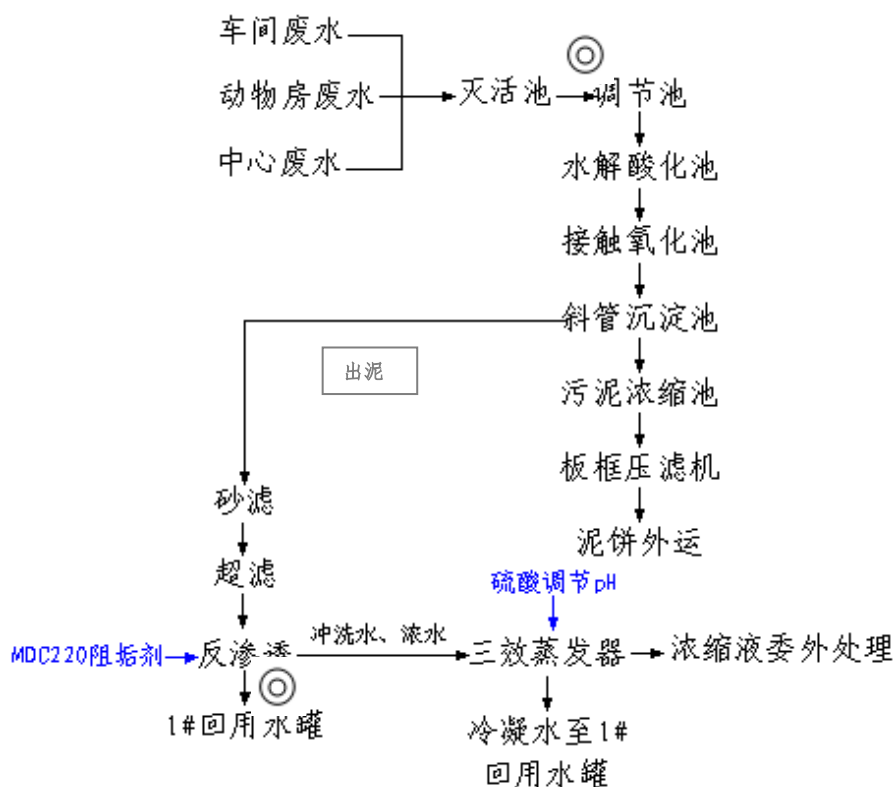 车间废水
动物房废水
灭活池
调节池
中心废水
水解酸化池
接触氧化池
斜管沉淀池
出泥
污泥浓缩池
板框压滤机
砂滤
泥饼外运
超滤
硫酸调节pH
冲洗水、浓水
MDC220阻垢剂
反渗透
三效蒸发器
浓缩液委外处理
1#回用水罐
冷凝水至1#
回用水罐